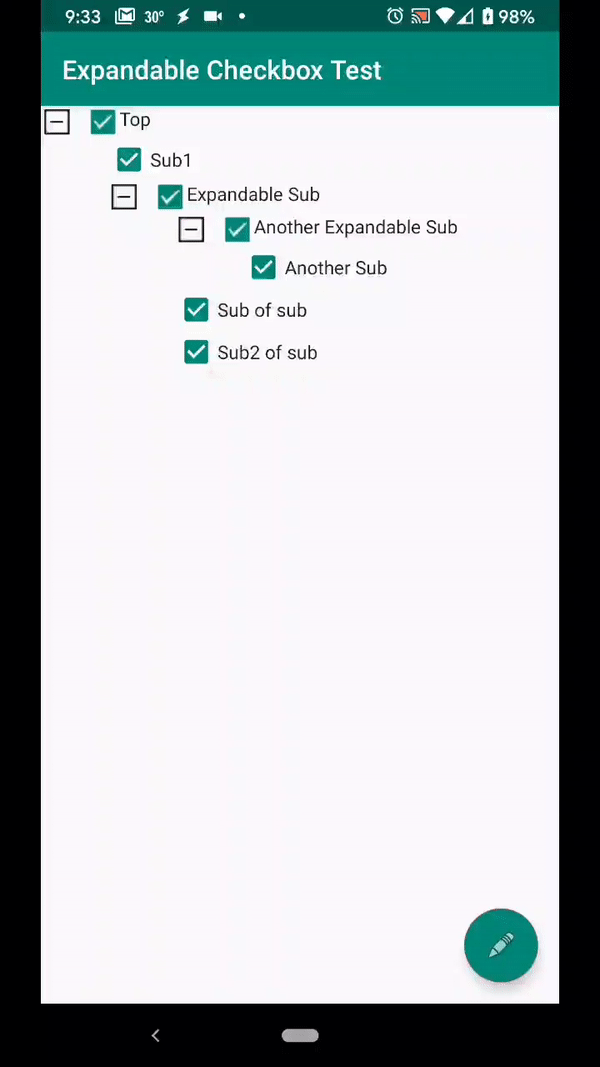 9:33 30° 98%
Expandable Checkbox Test
Top
Sub1
Expandable Sub
Another Expandable Sub
Another Sub
Sub of sub
Sub2 of sub